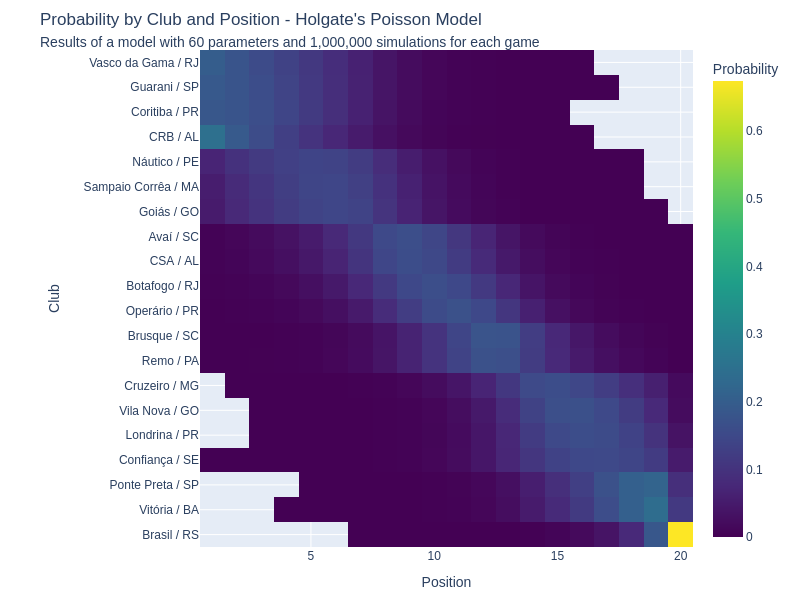 Probability by Club and Position - Holgate's Poisson Model
Results of a model with 60 parameters and 1,000,000 simulations for each game
Probability
Vasco da Gama / RJ
Guarani / SP
Coritiba / PR
CRB / AL
Náutico / PE
Sampaio Corrêa / MA
Goiás / GO
Avaí / SC
CSA / AL
Botafogo / RJ
Operário / PR
Brusque / SC
Remo / PA
Cruzeiro / MG
Vila Nova / GO
Londrina / PR
Confiança / SE
Ponte Preta / SP
Vitória / BA
Brasil / RS
Club
5
10
15
20
Position
0.6
0.5
0.4
0.3
0.2
0.1
0